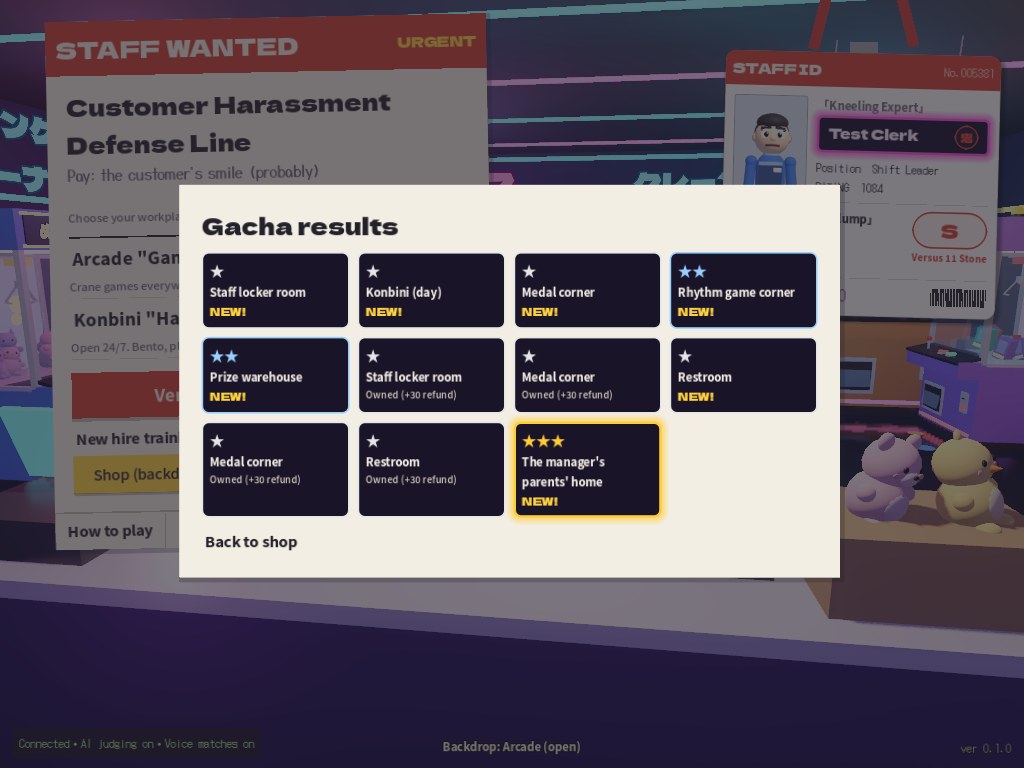 STAFF WANTED
URGENT
Customer Harassment
Defense Line
Pay: the customer's smile (probably)
Choose your workpla
Arcade "Gan
Crane games everyw
Konbini "Ha
Open 24/7. Bento, pl
Ver
New hire traini
Shop (backd
How to play
STAFF ID
No. 005381
「Kneeling Expert」
Test Clerk
Position Shift Leader
1084
ump」
S
Versus 11 Stone
Gacha results
★
Staff locker room
NEW!
★
Konbini (day)
NEW!
★
Medal corner
NEW!
★★
Rhythm game corner
NEW!
★★
Prize warehouse
NEW!
★
Staff locker room
Owned (+30 refund)
★
Medal corner
Owned (+30 refund)
★
Restroom
NEW!
★
Medal corner
Owned (+30 refund)
★
Restroom
Owned (+30 refund)
★★★
The manager's
parents' home
NEW!
Back to shop
Connected • AI judging on • Voice matches on
Backdrop: Arcade (open)
ver 0.1.0